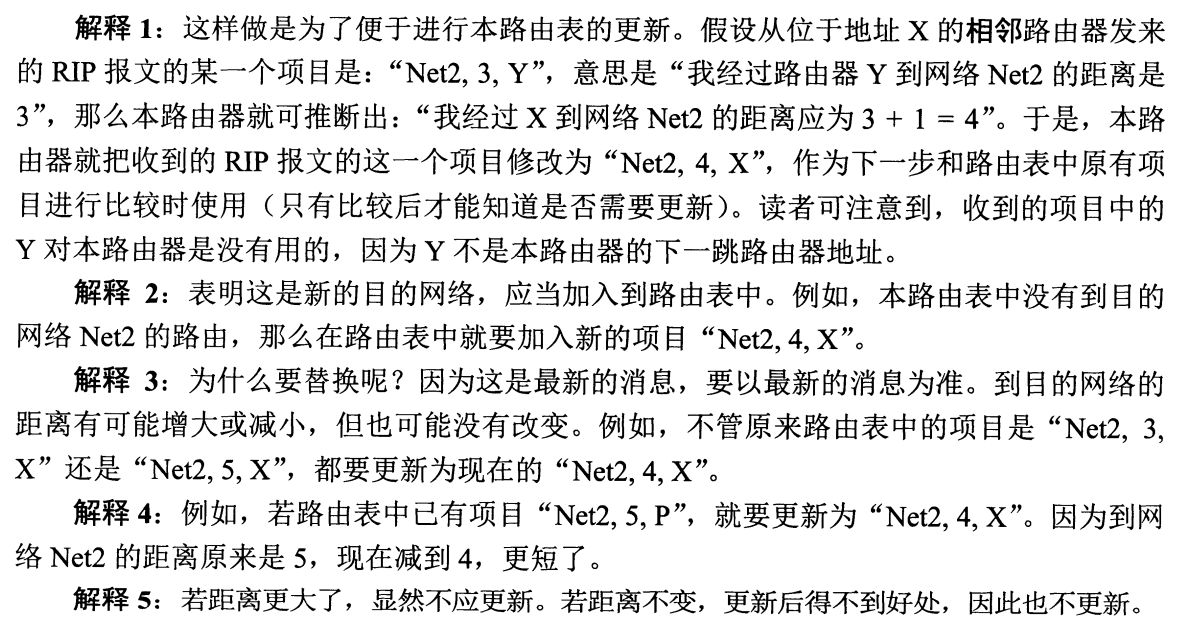 解释 1：这样做是为了便于进行本路由表的更新。假设从位于地址 X 的相邻路由器发来
的 RIP 报文的某一个项目是：“Net2, 3, Y”，意思是“我经过路由器 Y 到网络 Net2 的距离是
3”，那么本路由器就可推断出：“我经过 X 到网络 Net2 的距离应为 3 + 1 = 4”。于是，本路
由器就把收到的 RIP 报文的这一个项目修改为“Net2, 4, X”，作为下一步和路由表中原有项
目进行比较时使用（只有比较后才能知道是否需要更新）。读者可注意到，收到的项目中的
Y 对本路由器是没有用的，因为 Y 不是本路由器的下一跳路由器地址。
解释 2：表明这是新的目的网络，应当加入到路由表中。例如，本路由表中没有到目的
网络 Net2 的路由，那么在路由表中就要加入新的项目“Net2, 4, X”。
解释 3：为什么要替换呢？因为这是最新的消息，要以最新的消息为准。到目的网络的
距离有可能增大或减小，但也可能没有改变。例如，不管原来路由表中的项目是“Net2, 3,
X”还是“Net2, 5, X”，都要更新为现在的“Net2, 4, X”。
解释 4：例如，若路由表中已有项目“Net2, 5, P”，就要更新为“Net2, 4, X”。因为到网
络 Net2 的距离原来是 5，现在减到 4，更短了。
解释 5：若距离更大了，显然不应更新。若距离不变，更新后得不到好处，因此也不更新。